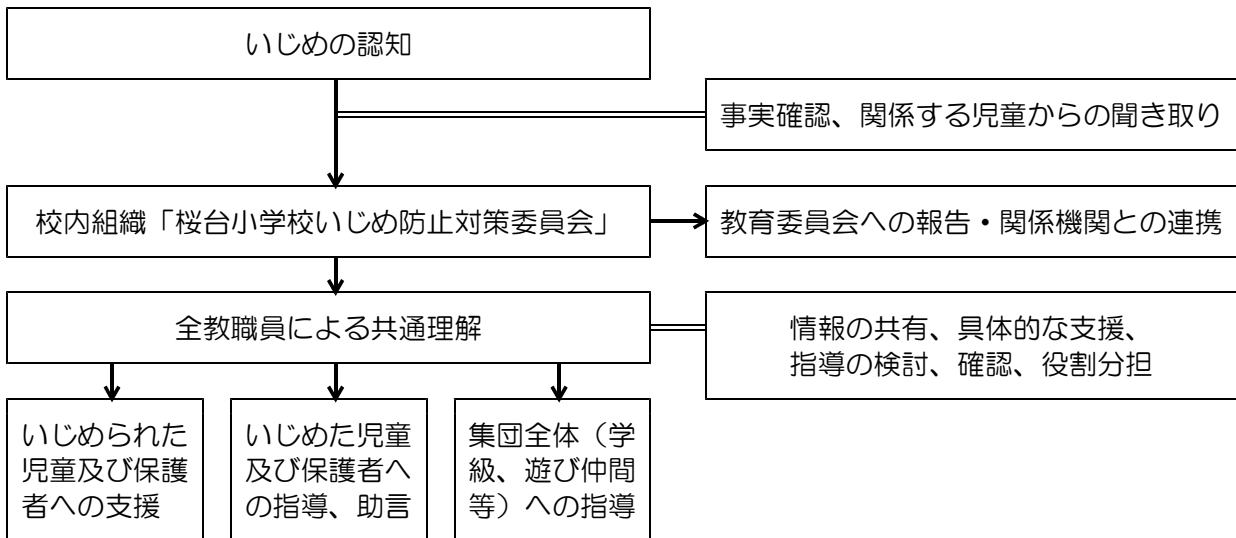 いじめの認知
事実確認、関係する児童からの聞き取り
校内組織「桜台小学校いじめ防止対策委員会」
教育委員会への報告・関係機関との連携
全教職員による共通理解
情報の共有、具体的な支援、
指導の検討、確認、役割分担
いじめられた
児童及び保護
者への支援
いじめた児童
及び保護者へ
の指導、助言
集団全体（学
級、遊び仲間
等）への指導